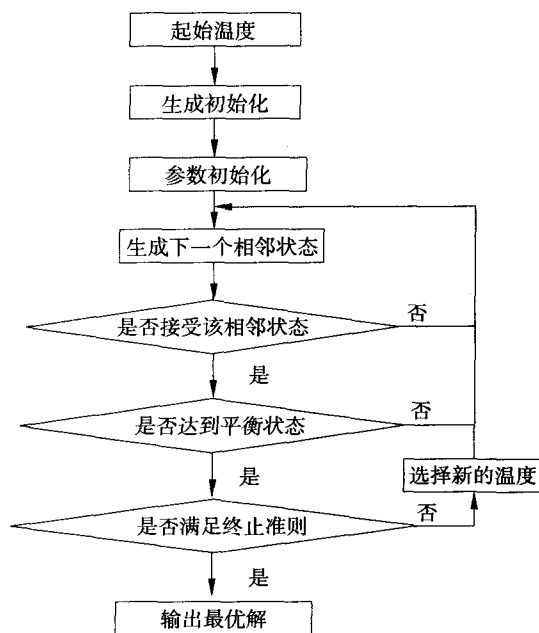 起始温度
生成初始化
参数初始化
生成下一个相邻状态
是否接受该相邻状态
否
是
是否达到平衡状态
否
是
选择新的温度
是否满足终止准则
否
是
输出最优解